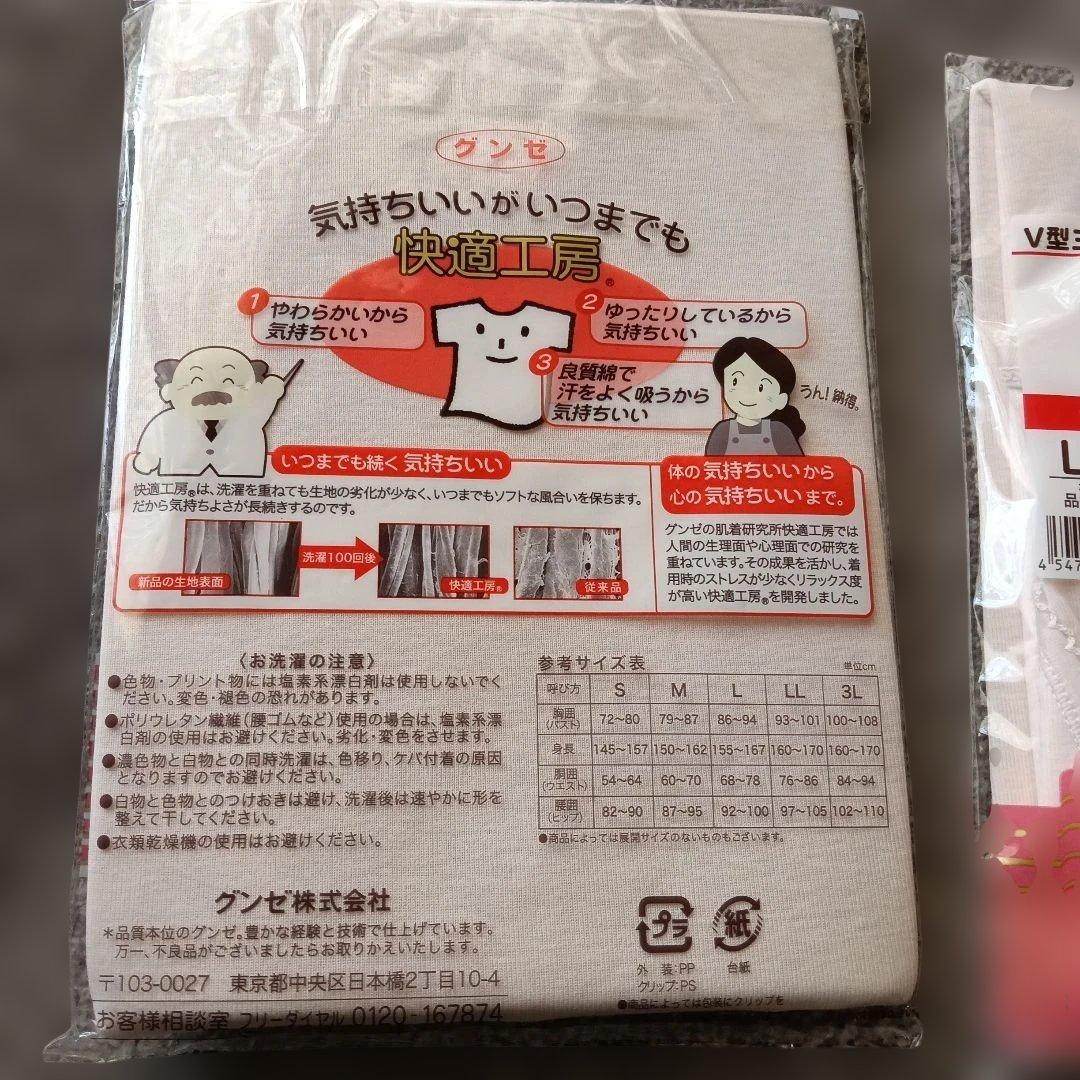 グンゼ
気持ちいいがいつまでも
快適工房®
1 やわらかいから
気持ちいい
2 ゆったりしているから
気持ちいい
3 良質綿で
汗をよく吸うから
気持ちいい
うん!納得。
いつまでも続く気持ちいい
快適工房®は、洗濯を重ねても生地の劣化が少なく、いつまでもソフトな風合いを保ちます。
だから気持ちよさが長続きするのです。
新品の生地表面
洗濯100回後
快適工房®
従来品
体の気持ちいいから
心の気持ちいいまで。
グンゼの肌着研究所快適工房では
人間の生理面や心理面での研究を
重ねています。その成果を活かし、着
用時のストレスが少なくリラックス度
が高い快適工房®を開発しました。
〈お洗濯の注意〉
●色物・プリント物には塩素系漂白剤は使用しないでく
ださい。変色・褪色の恐れがあります。
●ポリウレタン繊維(腰ゴムなど)使用の場合は、塩素系漂
白剤の使用はお避けください。劣化・変色をさせます。
●濃色物と白物との同時洗濯は、色移り、ケバ付着の原因
となりますのでお避けください。
●白物と色物とのつけおきは避け、洗濯後は速やかに形を
整えて干してください。
●衣類乾燥機の使用はお避けください。
参考サイズ表 単位cm
呼び方 S M L LL 3L
胸囲(バスト) 72~80 79~87 86~94 93~101 100~108
身長 145~157 150~162 155~167 160~170 160~170
胴囲(ウエスト) 54~64 60~70 68~78 76~86 84~94
腰囲(ヒップ) 82~90 87~95 92~100 97~105 102~110
●商品によっては展開サイズのないものもございます。
グンゼ株式会社
*品質本位のグンゼ。豊かな経験と技術で仕上げています。
万一、不良品がございましたらお取りかえいたします。
〒103-0027 東京都中央区日本橋2丁目10-4
お客様相談室 フリーダイヤル 0120-167874
プラ
紙
外装:PP
クリップ:PS
台紙
●商品によっては包装にクリップを
V型
L
品
4 547